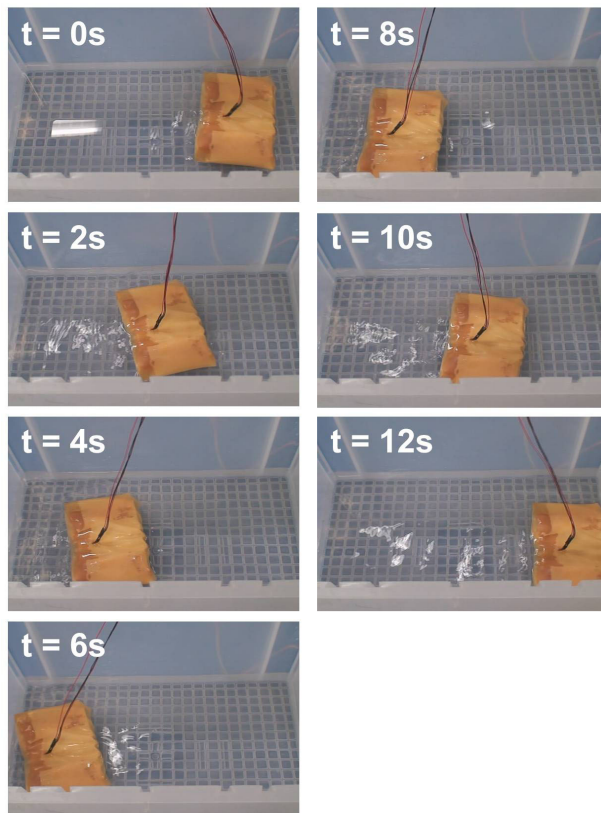 t = 0s
t = 2s
t = 4s
t = 6s
t = 8s
t = 10s
t = 12s